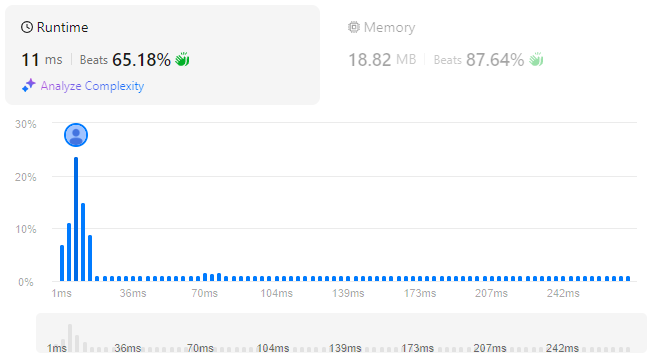 Runtime
11 ms | Beats 65.18%
Analyze Complexity
Memory
18.82 MB | Beats 87.64%
30%
20%
10%
0%
1ms 36ms 70ms 104ms 139ms 173ms 207ms 242ms
1ms 36ms 70ms 104ms 139ms 173ms 207ms 242ms